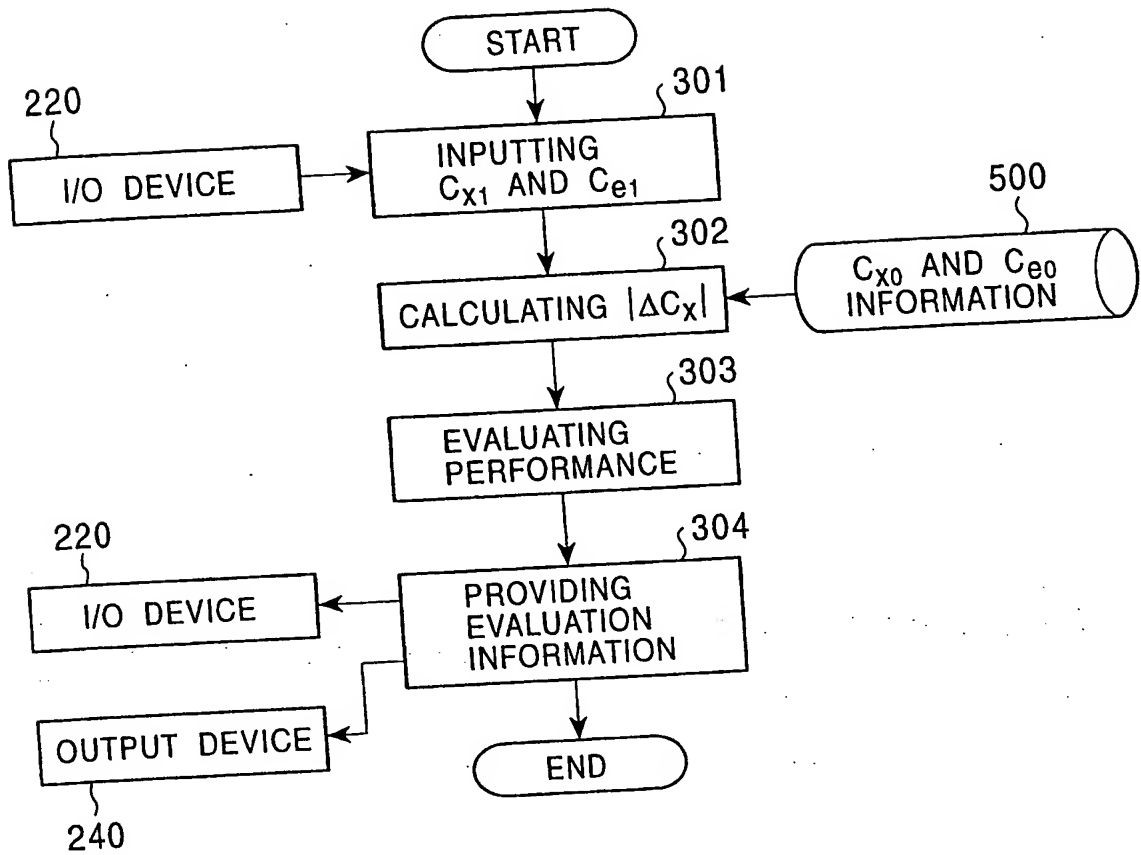 START
301
220
INPUTTING
Cx1 AND Ce1
I/O DEVICE
500
302
Cx0 AND Ce0
INFORMATION
CALCULATING |ΔCx|
303
EVALUATING
PERFORMANCE
304
220
PROVIDING
EVALUATION
INFORMATION
I/O DEVICE
OUTPUT DEVICE
240
END